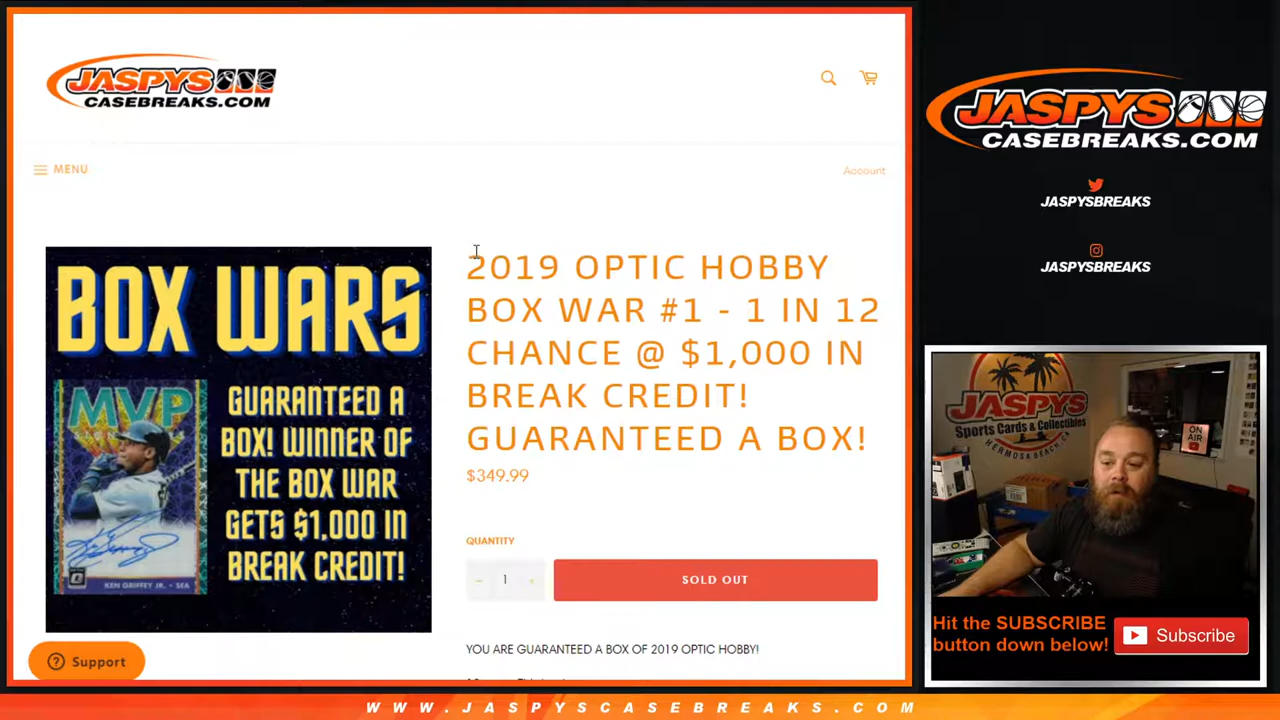 JASPYS
CASEBREAKS.COM
MENU
Account
BOX WARS
MVP
KEN GRIFFEY JR. - SEA
GUARANTEED A
BOX! WINNER OF
THE BOX WAR
GETS $1,000 IN
BREAK CREDIT!
2019 OPTIC HOBBY
BOX WAR #1 - 1 IN 12
CHANCE @ $1,000 IN
BREAK CREDIT!
GUARANTEED A BOX!
$349.99
QUANTITY
− 1 +
SOLD OUT
YOU ARE GUARANTEED A BOX OF 2019 OPTIC HOBBY!
? Support
JASPYS
CASEBREAKS.COM
JASPYSBREAKS
JASPYSBREAKS
JASPYS
Sports Cards & Collectibles
HERMOSA BEACH, CA
ON
AIR
Hit the SUBSCRIBE
button down below!
Subscribe
WWW.JASPYSCASEBREAKS.COM